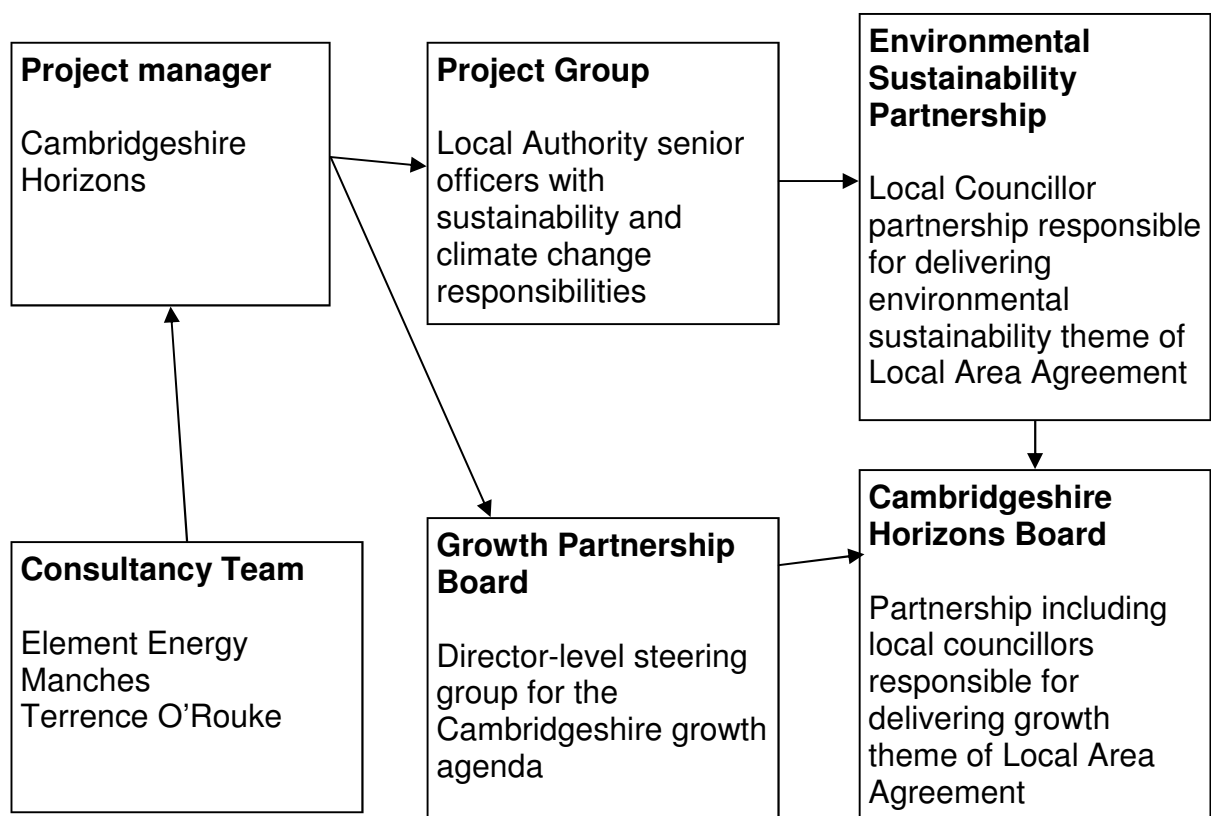 Project manager
Cambridgeshire
Horizons
Project Group
Local Authority senior
officers with
sustainability and
climate change
responsibilities
Environmental
Sustainability
Partnership
Local Councillor
partnership responsible
for delivering
environmental
sustainability theme of
Local Area Agreement
Consultancy Team
Element Energy
Manches
Terrence O'Rouke
Growth Partnership
Board
Director-level steering
group for the
Cambridgeshire growth
agenda
Cambridgeshire
Horizons Board
Partnership including
local councillors
responsible for
delivering growth
theme of Local Area
Agreement